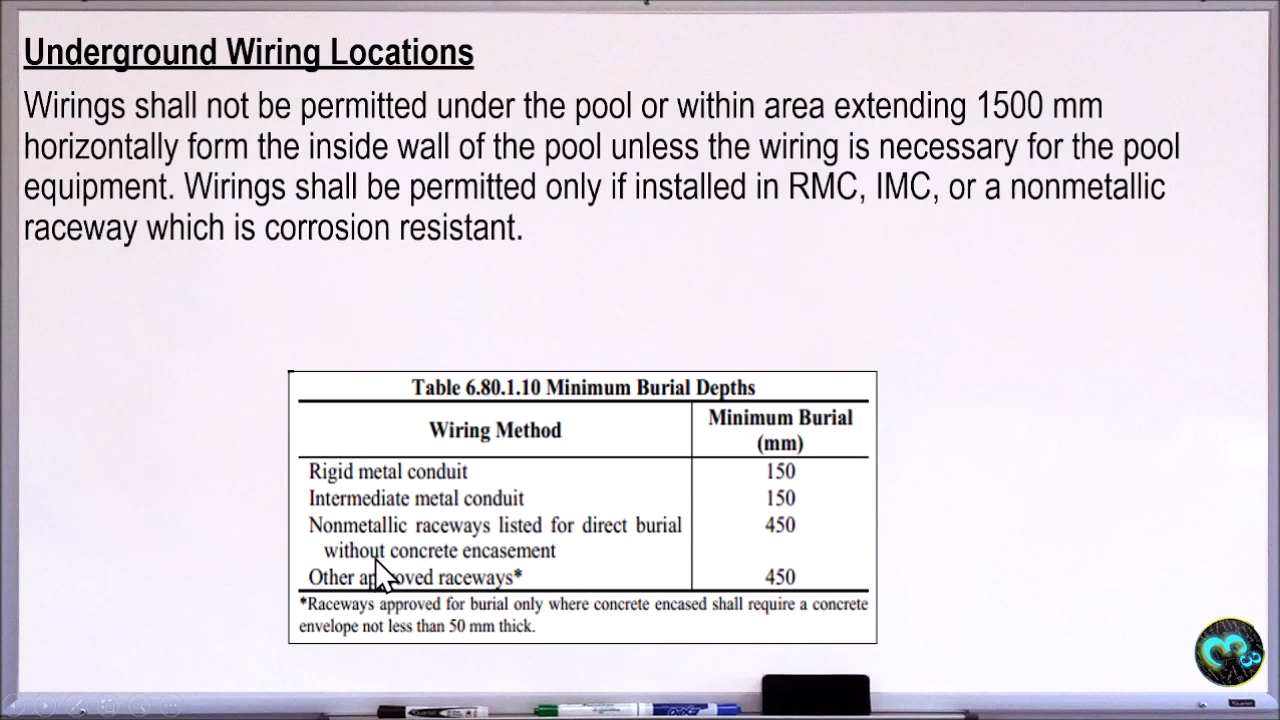 Underground Wiring Locations
Wirings shall not be permitted under the pool or within area extending 1500 mm
horizontally form the inside wall of the pool unless the wiring is necessary for the pool
equipment. Wirings shall be permitted only if installed in RMC, IMC, or a nonmetallic
raceway which is corrosion resistant.
Table 6.80.1.10 Minimum Burial Depths
Wiring Method
Minimum Burial
(mm)
Rigid metal conduit 150
Intermediate metal conduit 150
Nonmetallic raceways listed for direct burial 450
without concrete encasement
Other approved raceways* 450
*Raceways approved for burial only where concrete encased shall require a concrete
envelope not less than 50 mm thick.